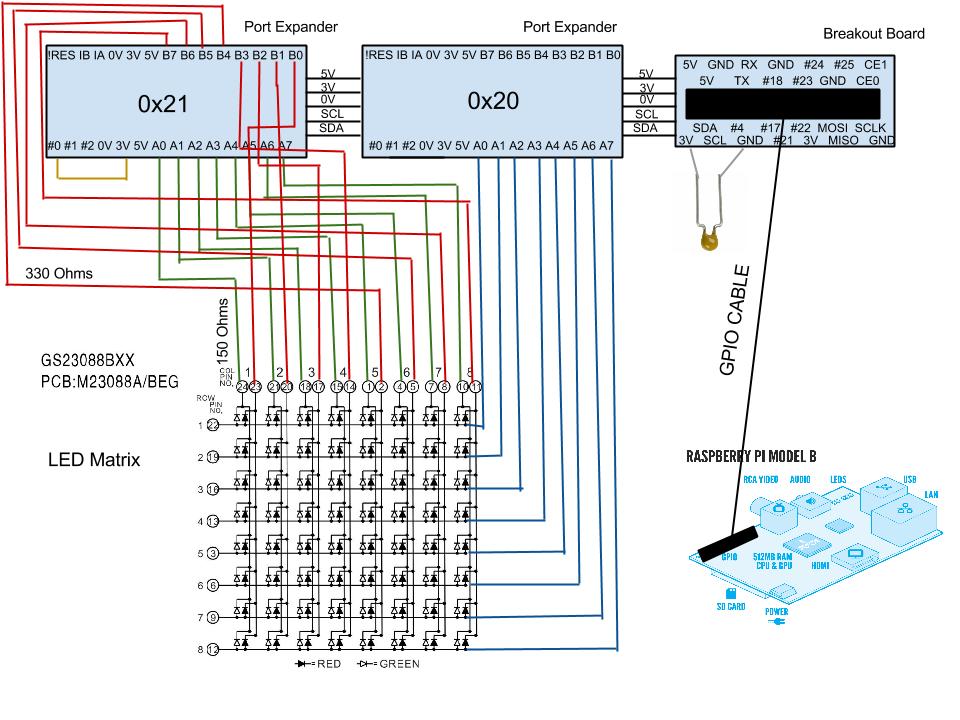 Port Expander
Port Expander
Breakout Board
!RES IB IA 0V 3V 5V B7 B6 B5 B4 B3 B2 B1 B0
0x21
#0 #1 #2 0V 3V 5V A0 A1 A2 A3 A4 A5 A6 A7
5V
3V
0V
SCL
SDA
!RES IB IA 0V 3V 5V B7 B6 B5 B4 B3 B2 B1 B0
0x20
#0 #1 #2 0V 3V 5V A0 A1 A2 A3 A4 A5 A6 A7
5V
3V
0V
SCL
SDA
5V GND RX GND #24 #25 CE1
5V TX #18 #23 GND CE0
SDA #4 #17 #22 MOSI SCLK
3V SCL GND #21 3V MISO GND
330 Ohms
150 Ohms
GPIO CABLE
GS23088BXX
PCB:M23088A/BEG
LED Matrix
COL PIN NO.
1 2 3 4 5 6 7 8
24 23 21 20 18 17 15 14 1 2 4 5 7 8 10 11
ROW PIN NO.
1 22
2 19
3 16
4 13
5 3
6 6
7 9
8 12
RED
GREEN
RASPBERRY PI MODEL B
RCA VIDEO
AUDIO
LEDS
USB
LAN
GPIO
512MB RAM
CPU & GPU
HDMI
SD CARD
POWER